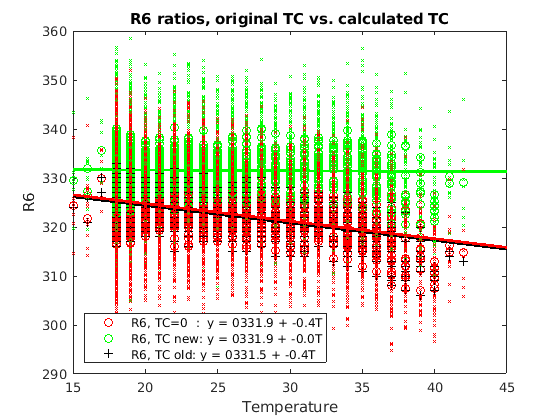 R6 ratios, original TC vs. calculated TC
360
350
340
330
320
310
300
290
R6
R6, TC=0 : y = 0331.9 + -0.4T
R6, TC new: y = 0331.9 + -0.0T
R6, TC old: y = 0331.5 + -0.4T
15 20 25 30 35 40 45
Temperature